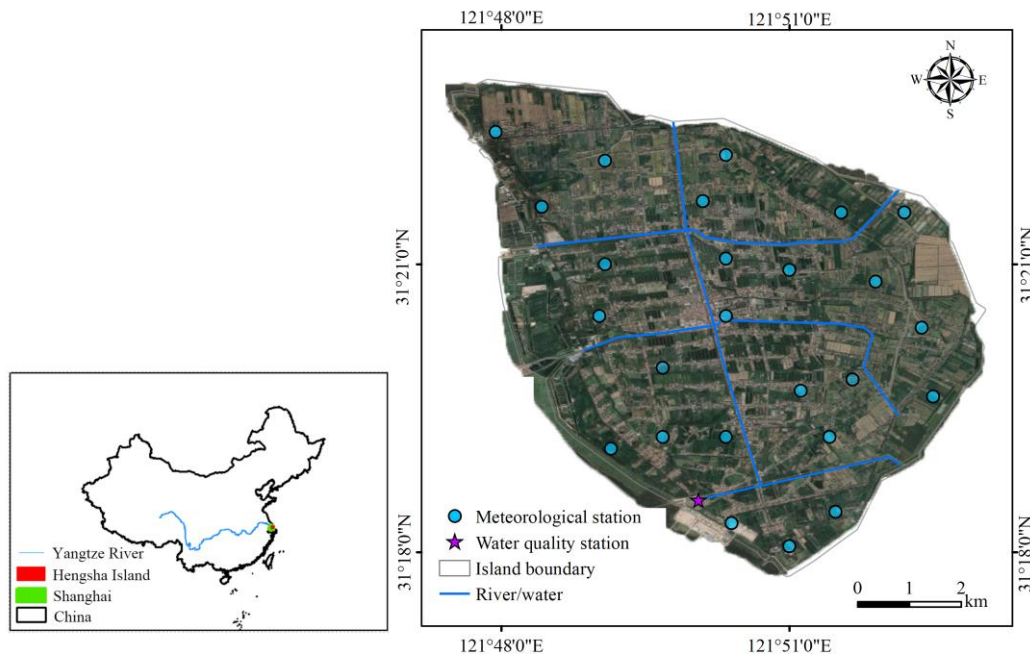 121°48'0"E
121°51'0"E
N
W
E
S
31°21'0"N
31°21'0"N
Meteorological station
Water quality station
Island boundary
River/water
31°18'0"N
31°18'0"N
0
1
2
km
121°48'0"E
121°51'0"E
Yangtze River
Hengsha Island
Shanghai
China